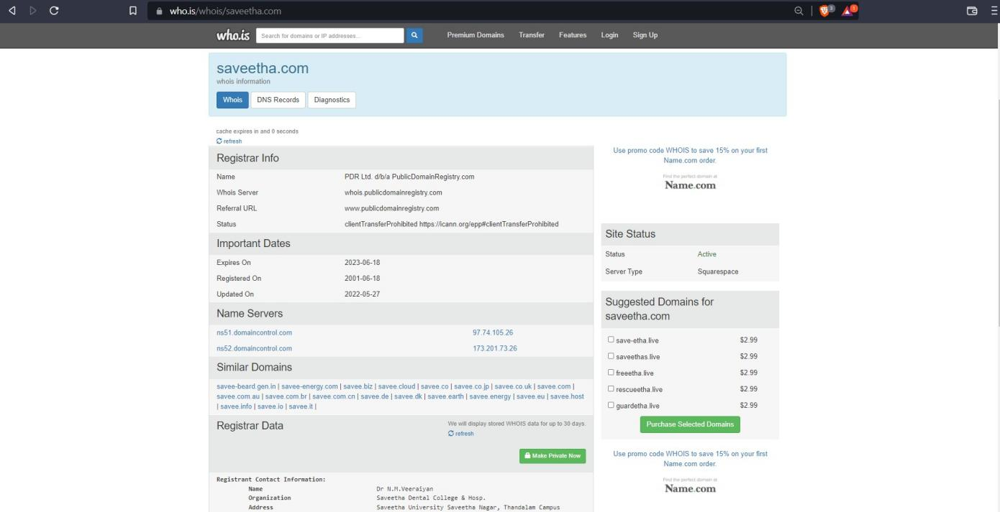 who.is/whois/saveetha.com
3
1
who.is
Search for domains or IP addresses...
Premium Domains Transfer Features Login Sign Up
saveetha.com
whois information
Whois DNS Records Diagnostics
cache expires in and 0 seconds
refresh
Registrar Info
Name PDR Ltd. d/b/a PublicDomainRegistry.com
Whois Server whois.publicdomainregistry.com
Referral URL www.publicdomainregistry.com
Status clientTransferProhibited https://icann.org/epp#clientTransferProhibited
Important Dates
Expires On 2023-06-18
Registered On 2001-06-18
Updated On 2022-05-27
Name Servers
ns51.domaincontrol.com 97.74.105.26
ns52.domaincontrol.com 173.201.73.26
Similar Domains
savee-beard.gen.in | savee-energy.com | savee.biz | savee.cloud | savee.co | savee.co.jp | savee.co.uk | savee.com |
savee.com.au | savee.com.br | savee.com.cn | savee.de | savee.dk | savee.earth | savee.energy | savee.eu | savee.host
| savee.info | savee.io | savee.it |
Registrar Data
We will display stored WHOIS data for up to 30 days.
refresh
Make Private Now
Registrant Contact Information:
Name Dr N.M.Veeraiyan
Organization Saveetha Dental College & Hosp.
Address Saveetha University Saveetha Nagar, Thandalam Campus
Use promo code WHOIS to save 15% on your first
Name.com order.
Find the perfect domain at
Name.com
Site Status
Status Active
Server Type Squarespace
Suggested Domains for
saveetha.com
save-etha.live $2.99
saveethas.live $2.99
freeetha.live $2.99
rescueetha.live $2.99
guardetha.live $2.99
Purchase Selected Domains
Use promo code WHOIS to save 15% on your first
Name.com order.
Find the perfect domain at
Name.com